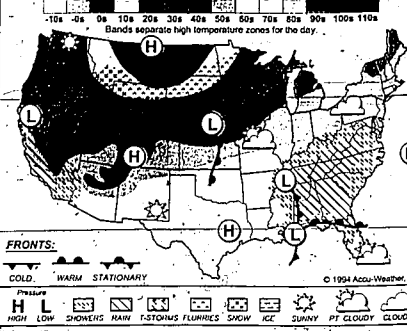 -10s -0s 0s 10s 20s 30s 40s 50s 60s 70s 80s 90s 100s 110s
Bands separate high temperature zones for the day.
H
L
L
H
L
H
L
FRONTS:
COLD WARM STATIONARY
© 1994 Accu-Weather,
Pressure
H L
HIGH LOW SHOWERS RAIN T-STORMS FLURRIES SNOW ICE SUNNY PT CLOUDY CLOUD